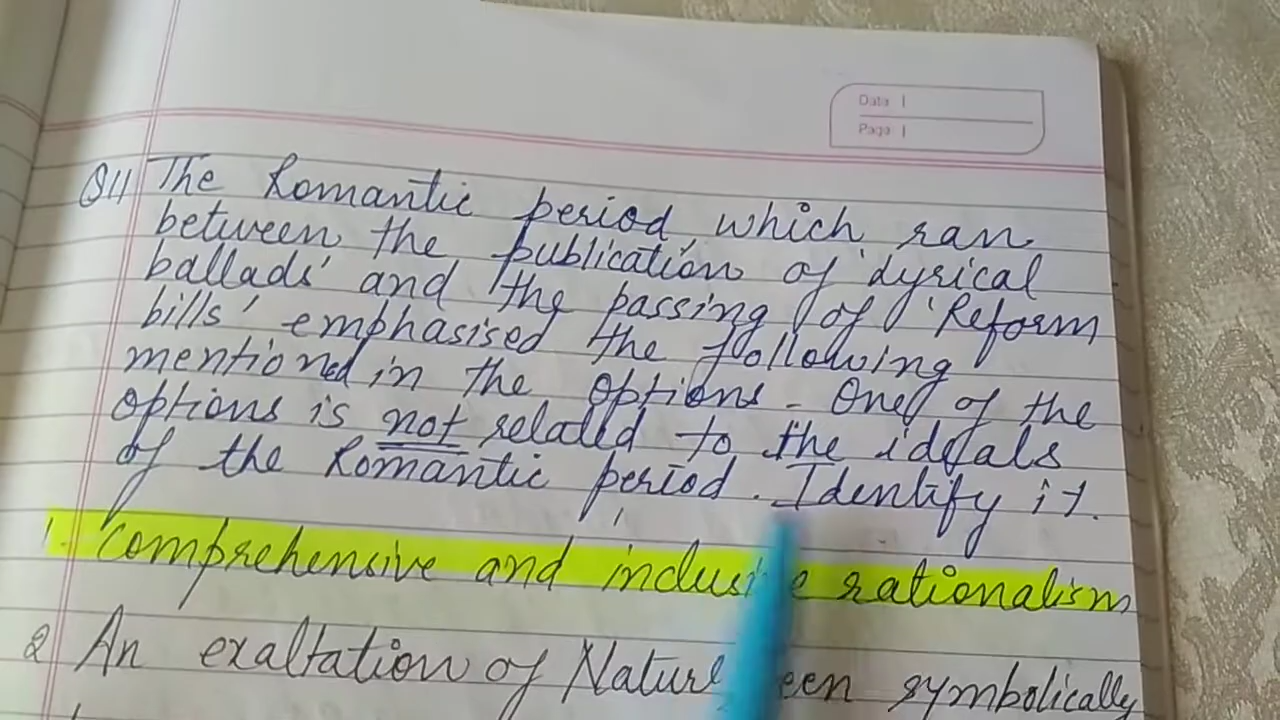 Data |
Page |
Q11 The Romantic period which ran
between the publication of 'Lyrical
ballads' and the passing of 'Reform
bills' emphasised the following
mentioned in the options. One of the
options is not related to the ideals
of the Romantic period. Identify it.
1. Comprehensive and inclusive rationalism
2 An exaltation of Nature seen symbolically